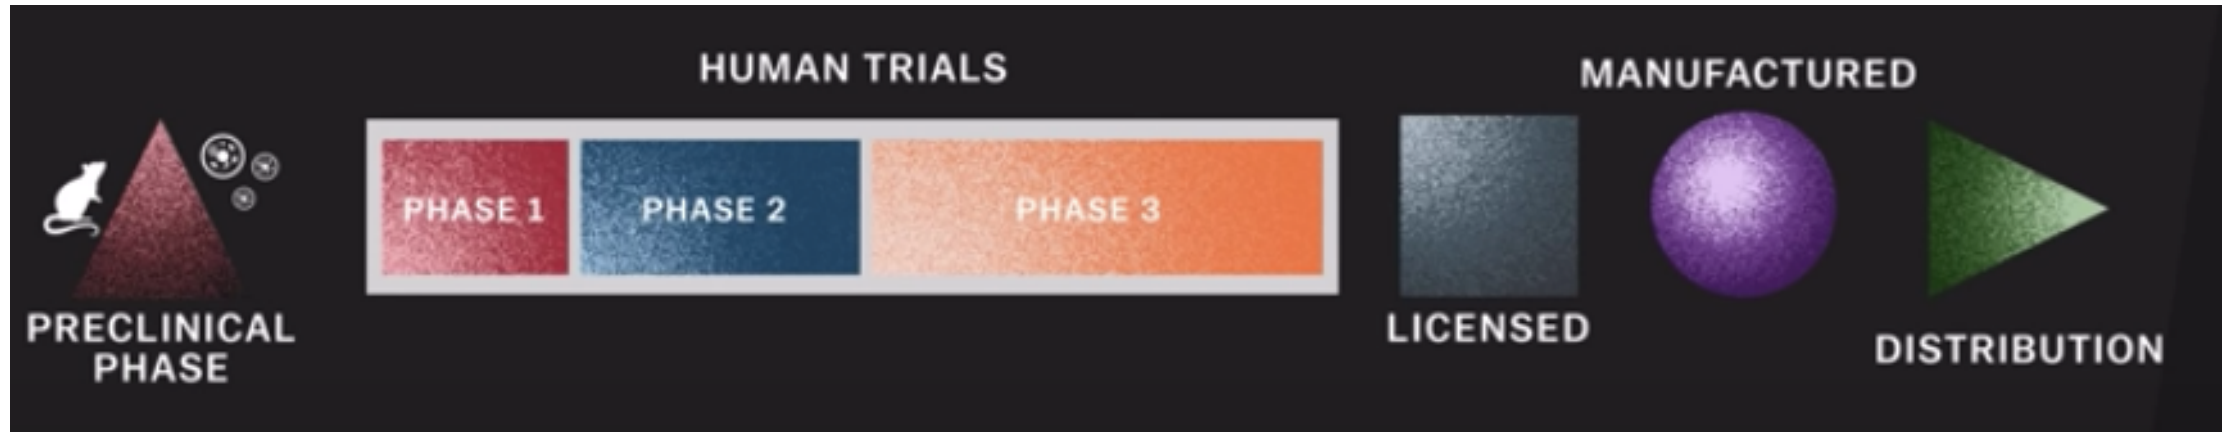 PRECLINICAL
PHASE
HUMAN TRIALS
PHASE 1
PHASE 2
PHASE 3
LICENSED
MANUFACTURED
DISTRIBUTION